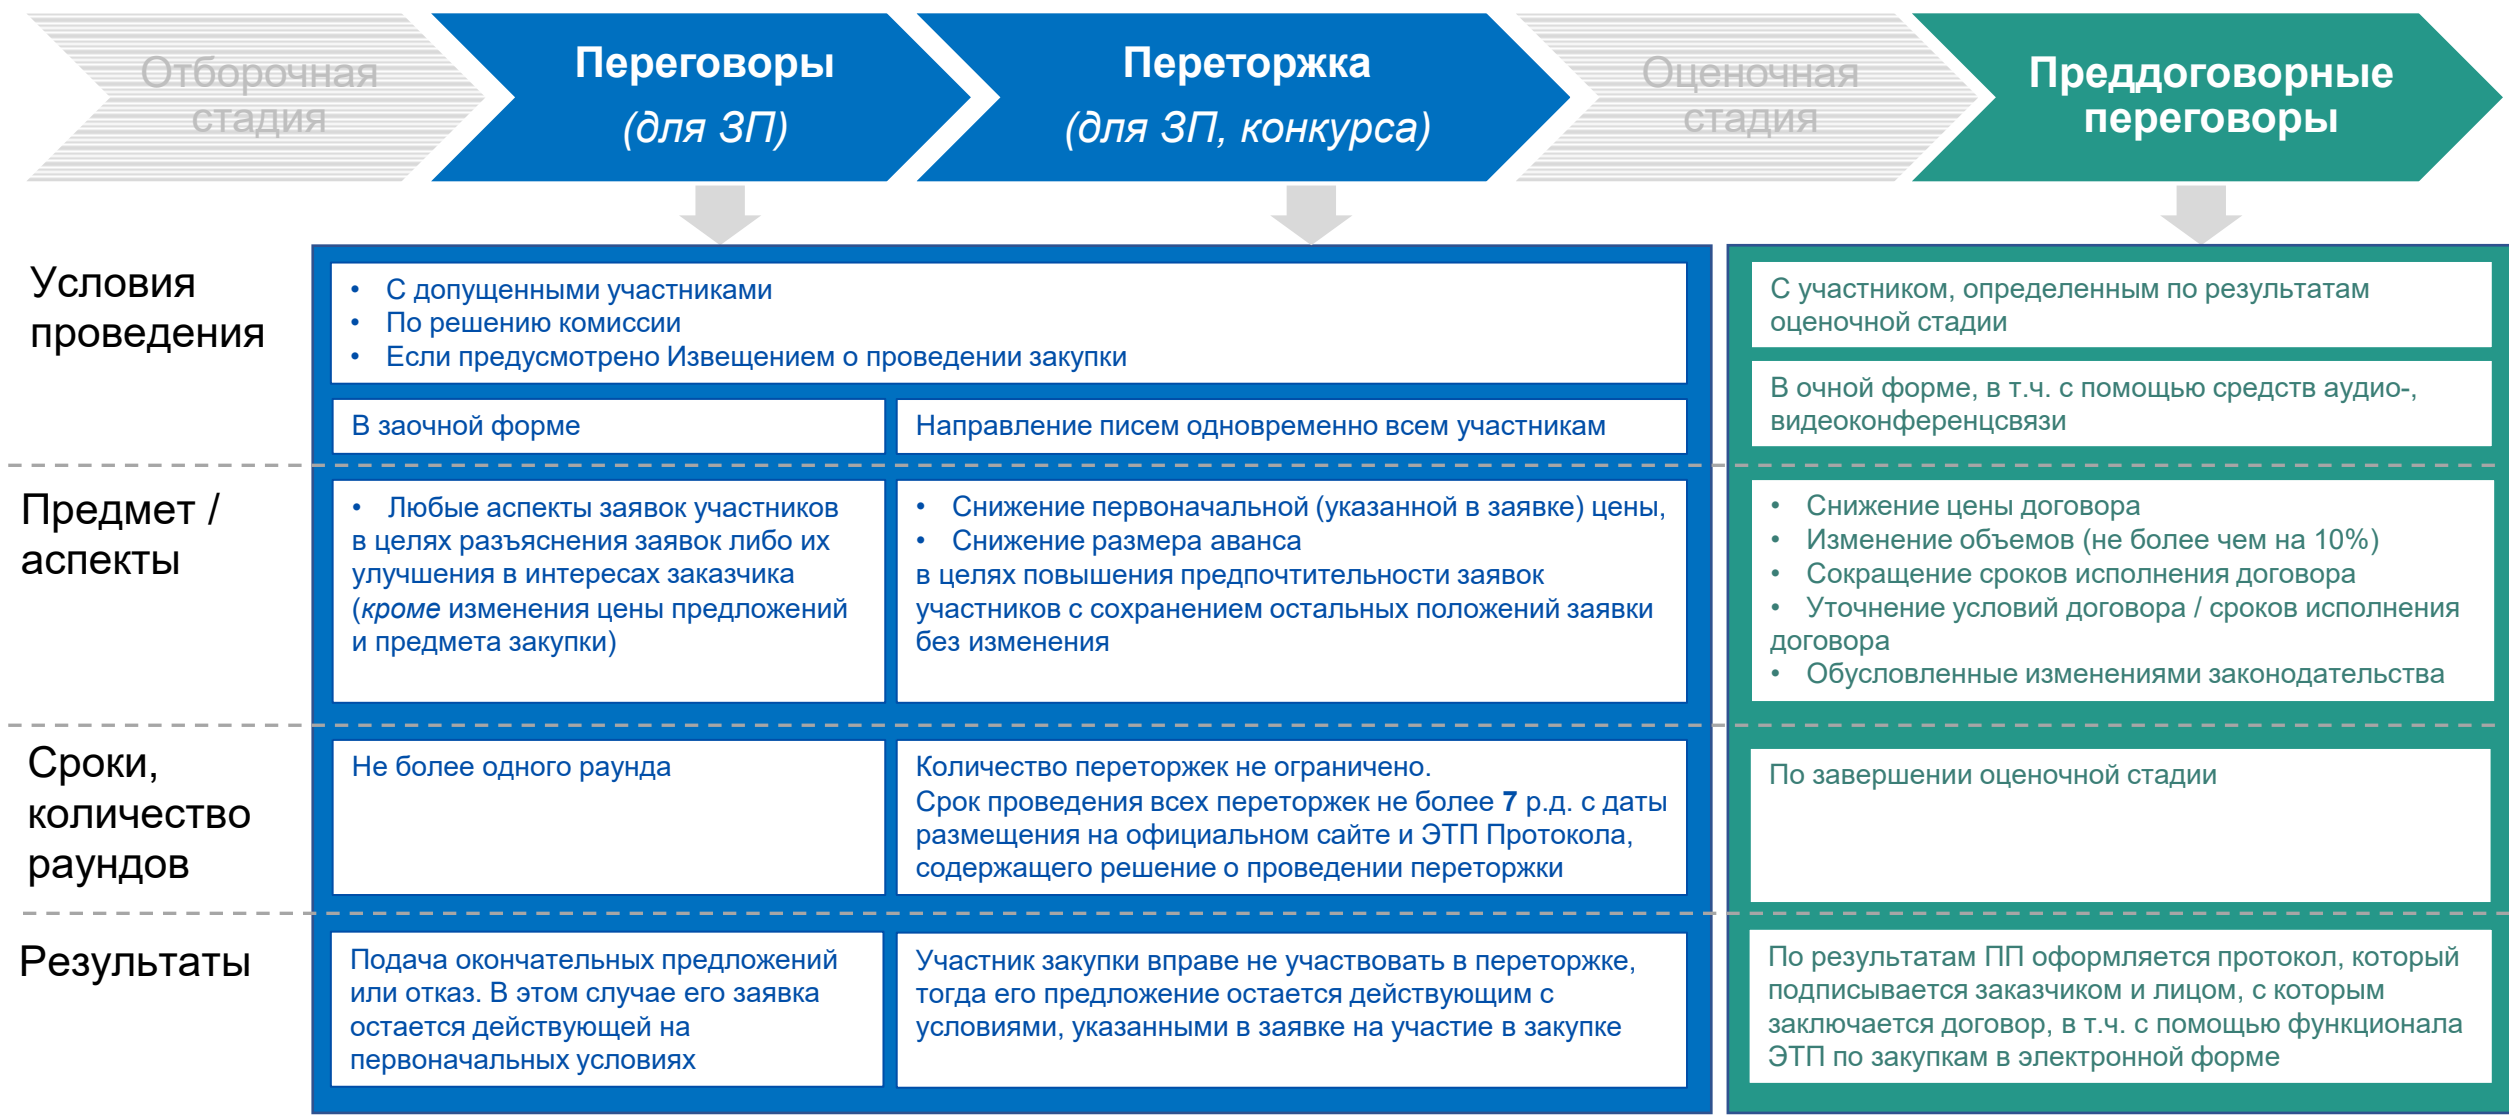 Отборочная
стадия
Переговоры
(для ЗП)
Переторжка
(для ЗП, конкурса)
Оценочная
стадия
Преддоговорные
переговоры
Условия
проведения
• С допущенными участниками
• По решению комиссии
• Если предусмотрено Извещением о проведении закупки
В заочной форме
Направление писем одновременно всем участникам
С участником, определенным по результатам
оценочной стадии
В очной форме, в т.ч. с помощью средств аудио-,
видеоконференцсвязи
Предмет /
аспекты
• Любые аспекты заявок участников
в целях разъяснения заявок либо их
улучшения в интересах заказчика
(кроме изменения цены предложений
и предмета закупки)
• Снижение первоначальной (указанной в заявке) цены,
• Снижение размера аванса
в целях повышения предпочтительности заявок
участников с сохранением остальных положений заявки
без изменения
• Снижение цены договора
• Изменение объемов (не более чем на 10%)
• Сокращение сроков исполнения договора
• Уточнение условий договора / сроков исполнения
договора
• Обусловленные изменениями законодательства
Сроки,
количество
раундов
Не более одного раунда
Количество переторжек не ограничено.
Срок проведения всех переторжек не более 7 р.д. с даты
размещения на официальном сайте и ЭТП Протокола,
содержащего решение о проведении переторжки
По завершении оценочной стадии
Результаты
Подача окончательных предложений
или отказ. В этом случае его заявка
остается действующей на
первоначальных условиях
Участник закупки вправе не участвовать в переторжке,
тогда его предложение остается действующим с
условиями, указанными в заявке на участие в закупке
По результатам ПП оформляется протокол, который
подписывается заказчиком и лицом, с которым
заключается договор, в т.ч. с помощью функционала
ЭТП по закупкам в электронной форме